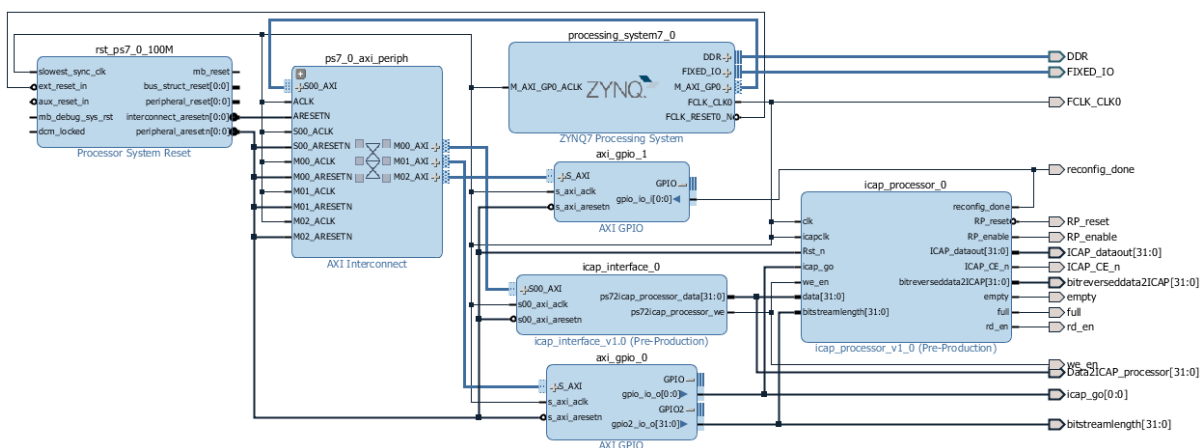 rst_ps7_0_100M
slowest_sync_clk
ext_reset_in
aux_reset_in
mb_debug_sys_rst
dcm_locked
mb_reset
bus_struct_reset[0:0]
peripheral_reset[0:0]
interconnect_aresetn[0:0]
peripheral_aresetn[0:0]
Processor System Reset
ps7_0_axi_periph
S00_AXI
ACLK
ARESETN
S00_ACLK
S00_ARESETN
M00_ACLK
M00_ARESETN
M01_ACLK
M01_ARESETN
M02_ACLK
M02_ARESETN
M00_AXI
M01_AXI
M02_AXI
AXI Interconnect
processing_system7_0
M_AXI_GP0_ACLK
ZYNQ
DDR
FIXED_IO
M_AXI_GP0
FCLK_CLK0
FCLK_RESET0_N
ZYNQ7 Processing System
axi_gpio_1
S_AXI
s_axi_aclk
s_axi_aresetn
GPIO
gpio_io_i[0:0]
AXI GPIO
icap_interface_0
S00_AXI
s00_axi_aclk
s00_axi_aresetn
ps72icap_processor_data[31:0]
ps72icap_processor_we
icap_interface_v1.0 (Pre-Production)
axi_gpio_0
S_AXI
s_axi_aclk
s_axi_aresetn
GPIO
gpio_io_o[0:0]
GPIO2
gpio2_io_o[31:0]
AXI GPIO
icap_processor_0
clk
icapclk
Rst_n
icap_go
we_en
data[31:0]
bitstreamlength[31:0]
reconfig_done
RP_reset
RP_enable
ICAP_dataout[31:0]
ICAP_CE_n
bitreverseddata2ICAP[31:0]
empty
full
rd_en
icap_processor_v1_0 (Pre-Production)
DDR
FIXED_IO
FCLK_CLK0
reconfig_done
RP_reset
RP_enable
ICAP_dataout[31:0]
ICAP_CE_n
bitreverseddata2ICAP[31:0]
empty
full
rd_en
we_en
Data2ICAP_processor[31:0]
icap_go[0:0]
bitstreamlength[31:0]